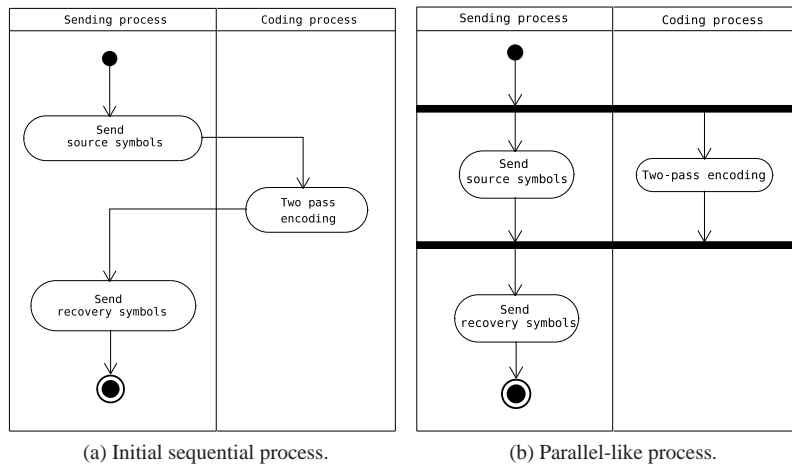 Sending process
Coding process
Send
source symbols
Two pass
encoding
Send
recovery symbols
(a) Initial sequential process.
Sending process
Coding process
Send
source symbols
Two-pass encoding
Send
recovery symbols
(b) Parallel-like process.